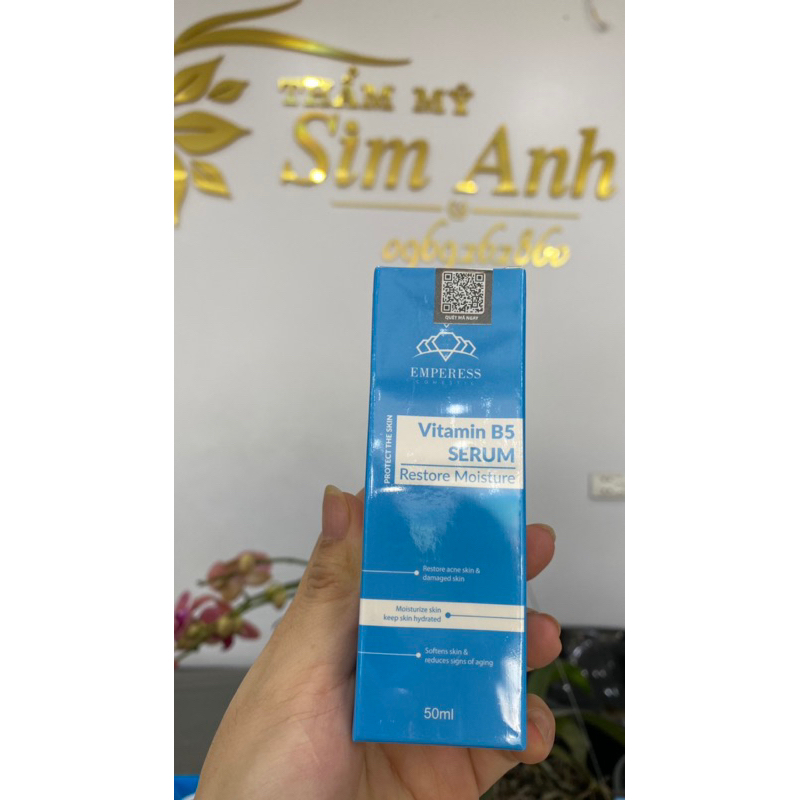 THẨM MỸ
Sim Anh
0969262860
QUÉT MÃ NGAY
EMPERESS
PROTECT THE SKIN
Vitamin B5
SERUM
Restore Moisture
Restore acne skin &
damaged skin
Moisturize skin
keep skin hydrated
Softens skin &
reduces signs of aging
50ml